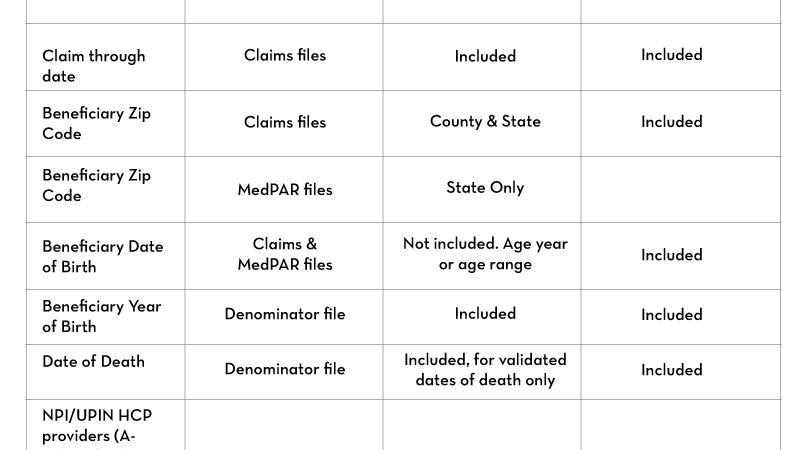 Claim through
date
Claims files
Included
Included
Beneficiary Zip
Code
Claims files
County & State
Included
Beneficiary Zip
Code
MedPAR files
State Only
Beneficiary Date
of Birth
Claims &
MedPAR files
Not included. Age year
or age range
Included
Beneficiary Year
of Birth
Denominator file
Included
Included
Date of Death
Denominator file
Included, for validated
dates of death only
Included
NPI/UPIN HCP
providers (A-